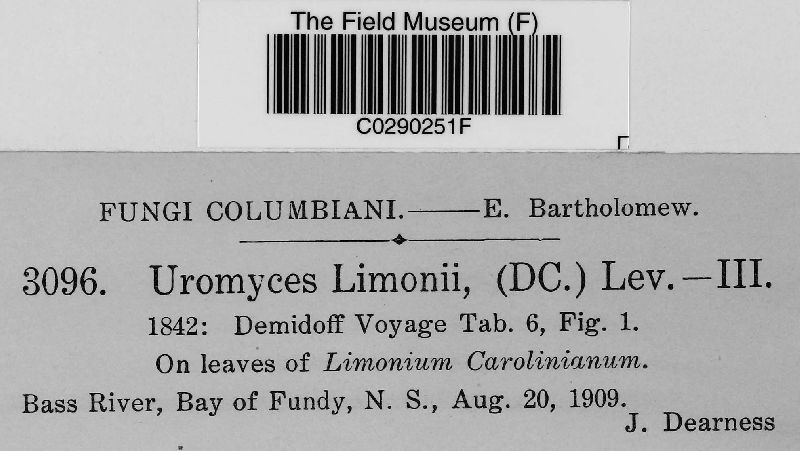 The Field Museum (F)
C0290251F
FUNGI COLUMBIANI.——E. Bartholomew.
3096. Uromyces Limonii, (DC.) Lev.—III.
1842: Demidoff Voyage Tab. 6, Fig. 1.
On leaves of Limonium Carolinianum.
Bass River, Bay of Fundy, N. S., Aug. 20, 1909.
J. Dearness